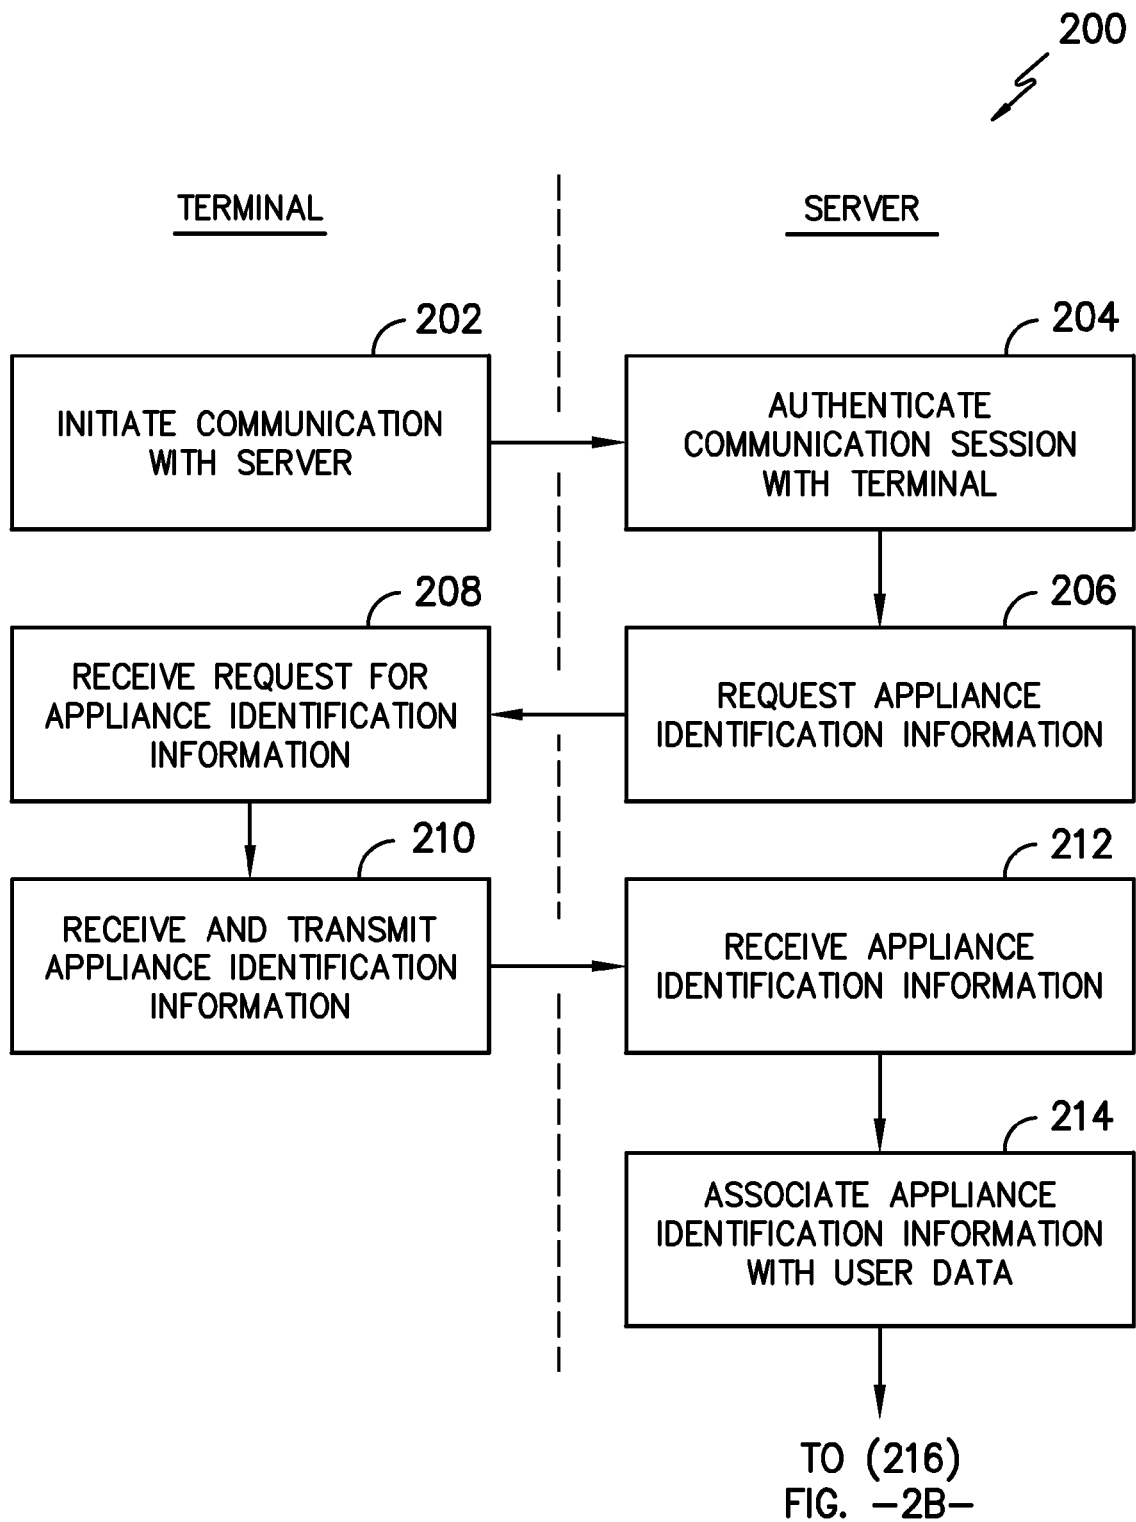 200
TERMINAL
SERVER
202
INITIATE COMMUNICATION
WITH SERVER
204
AUTHENTICATE
COMMUNICATION SESSION
WITH TERMINAL
206
REQUEST APPLIANCE
IDENTIFICATION INFORMATION
208
RECEIVE REQUEST FOR
APPLIANCE IDENTIFICATION
INFORMATION
210
RECEIVE AND TRANSMIT
APPLIANCE IDENTIFICATION
INFORMATION
212
RECEIVE APPLIANCE
IDENTIFICATION INFORMATION
214
ASSOCIATE APPLIANCE
IDENTIFICATION INFORMATION
WITH USER DATA
TO (216)
FIG. -2B-